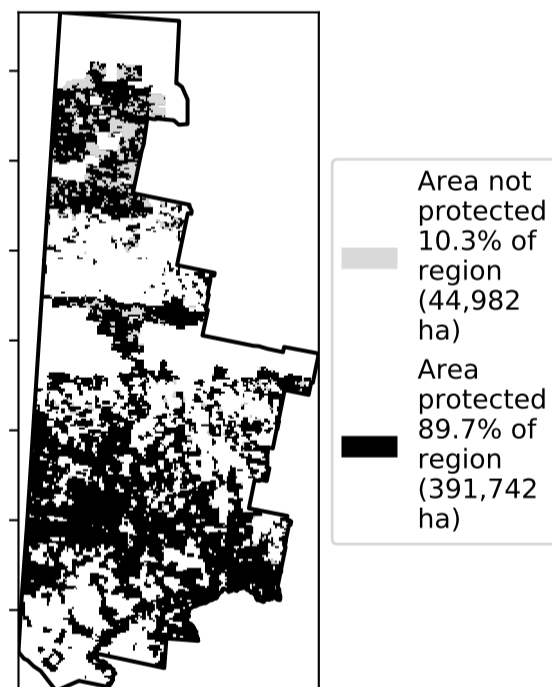 Area not
protected
10.3% of
region
(44,982
ha)
Area
protected
89.7% of
region
(391,742
ha)